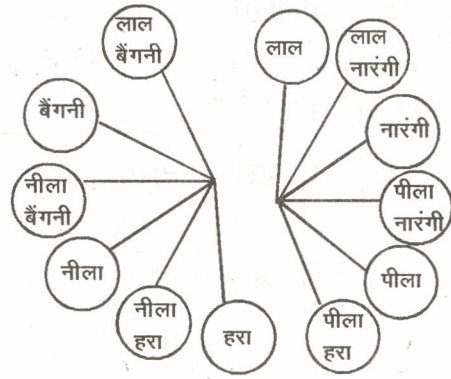 लाल
बैंगनी
लाल
लाल
नारंगी
बैंगनी
नारंगी
नीला
बैंगनी
पीला
नारंगी
नीला
पीला
नीला
हरा
हरा
पीला
हरा